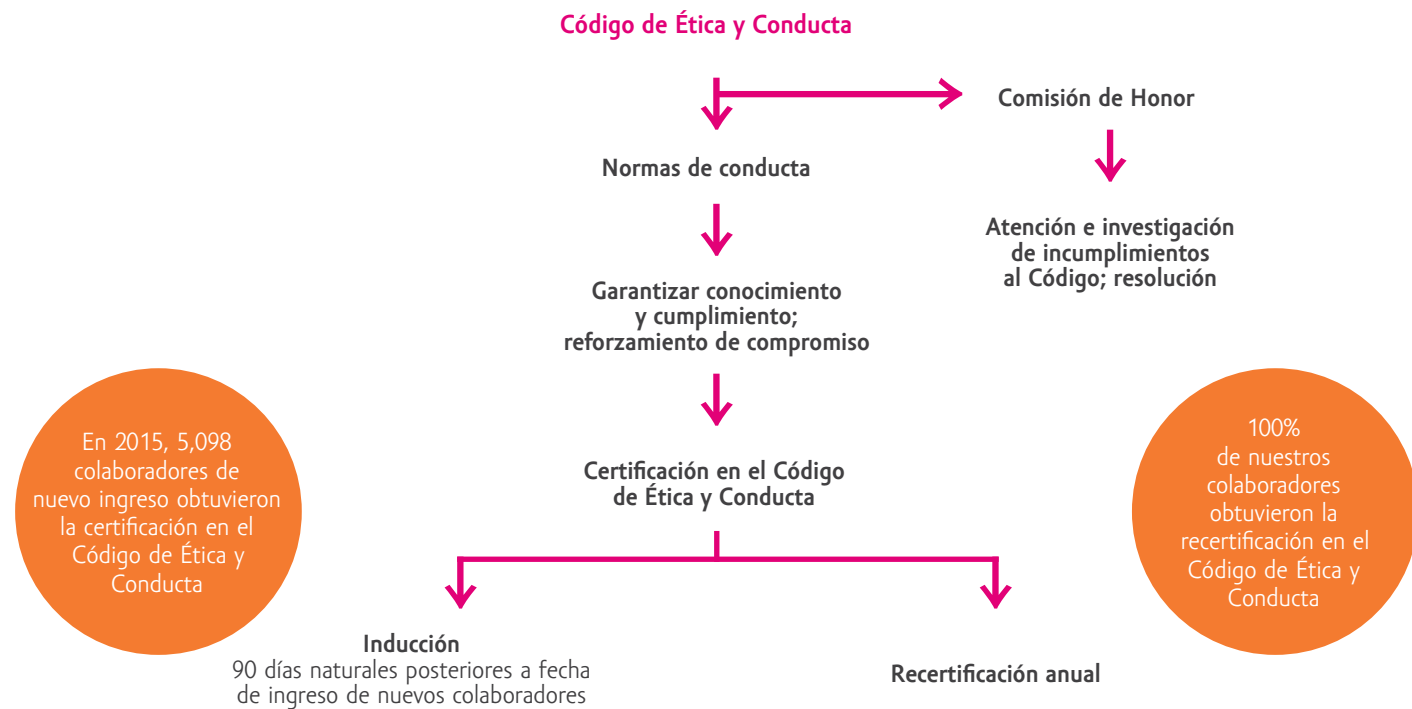 Código de Ética y Conducta
Comisión de Honor
Normas de conducta
Atención e investigación
de incumplimientos
al Código; resolución
Garantizar conocimiento
y cumplimiento;
reforzamiento de compromiso
En 2015, 5,098
colaboradores de
nuevo ingreso obtuvieron
la certificación en el
Código de Ética y
Conducta
Certificación en el Código
de Ética y Conducta
100%
de nuestros
colaboradores
obtuvieron la
recertificación en el
Código de Ética y
Conducta
Inducción
90 días naturales posteriores a fecha
de ingreso de nuevos colaboradores
Recertificación anual